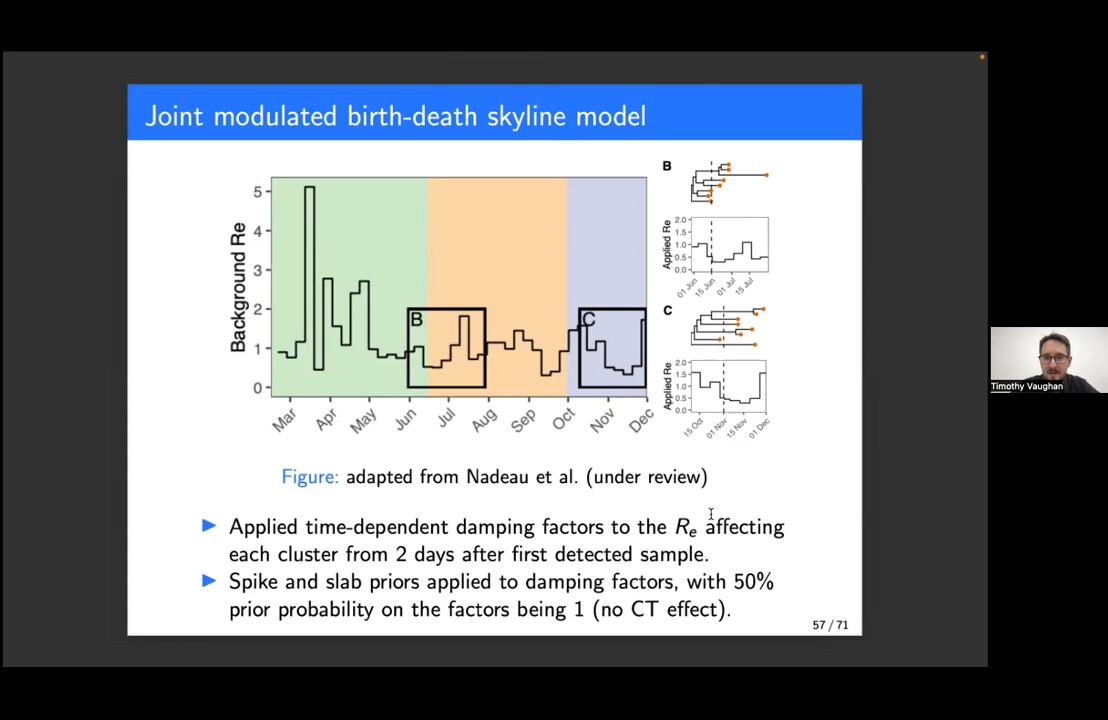 Joint modulated birth-death skyline model
Background Re
5
4
3
2
1
0
B
C
Mar
Apr
May
Jun
Jul
Aug
Sep
Oct
Nov
Dec
B
Applied Re
2.0
1.5
1.0
0.5
0.0
01 Jun
15 Jun
01 Jul
15 Jul
C
Applied Re
2.0
1.5
1.0
0.5
0.0
15 Oct
01 Nov
15 Nov
01 Dec
Figure: adapted from Nadeau et al. (under review)
Applied time-dependent damping factors to the Re affecting
each cluster from 2 days after first detected sample.
Spike and slab priors applied to damping factors, with 50%
prior probability on the factors being 1 (no CT effect).
57 / 71
Timothy Vaughan